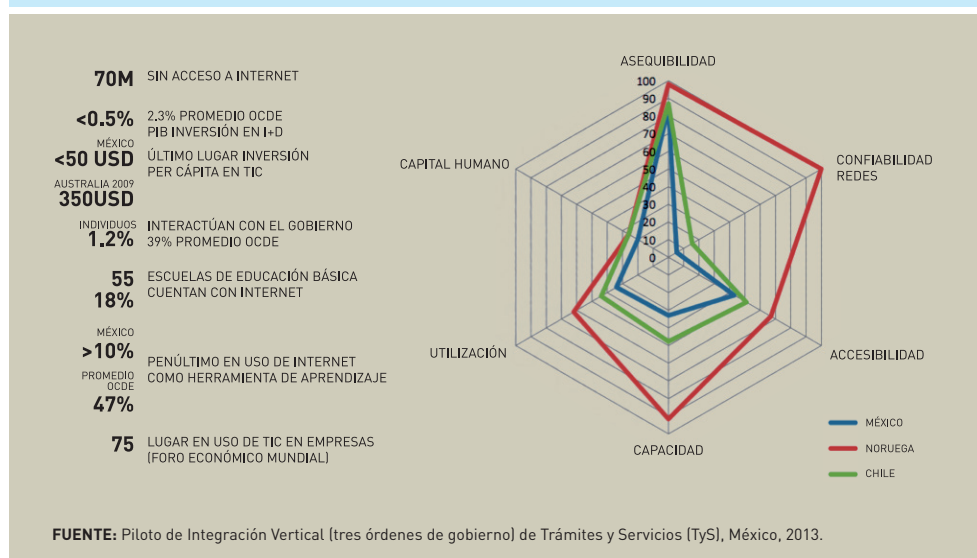 70M SIN ACCESO A INTERNET
<0.5% 2.3% PROMEDIO OCDE
PIB INVERSIÓN EN I+D
MÉXICO
<50 USD ÚLTIMO LUGAR INVERSIÓN
PER CÁPITA EN TIC
AUSTRALIA 2009
350USD
INDIVIDUOS
1.2% INTERACTÚAN CON EL GOBIERNO
39% PROMEDIO OCDE
55 ESCUELAS DE EDUCACIÓN BÁSICA
18% CUENTAN CON INTERNET
MÉXICO
>10% PENÚLTIMO EN USO DE INTERNET
COMO HERRAMIENTA DE APRENDIZAJE
PROMEDIO
OCDE
47%
75 LUGAR EN USO DE TIC EN EMPRESAS
(FORO ECONÓMICO MUNDIAL)
ASEQUIBILIDAD
100
90
80
70
60
50
40
30
20
10
0
CAPITAL HUMANO
CONFIABILIDAD
REDES
UTILIZACIÓN
ACCESIBILIDAD
CAPACIDAD
MÉXICO
NORUEGA
CHILE
FUENTE: Piloto de Integración Vertical (tres órdenes de gobierno) de Trámites y Servicios (TyS), México, 2013.